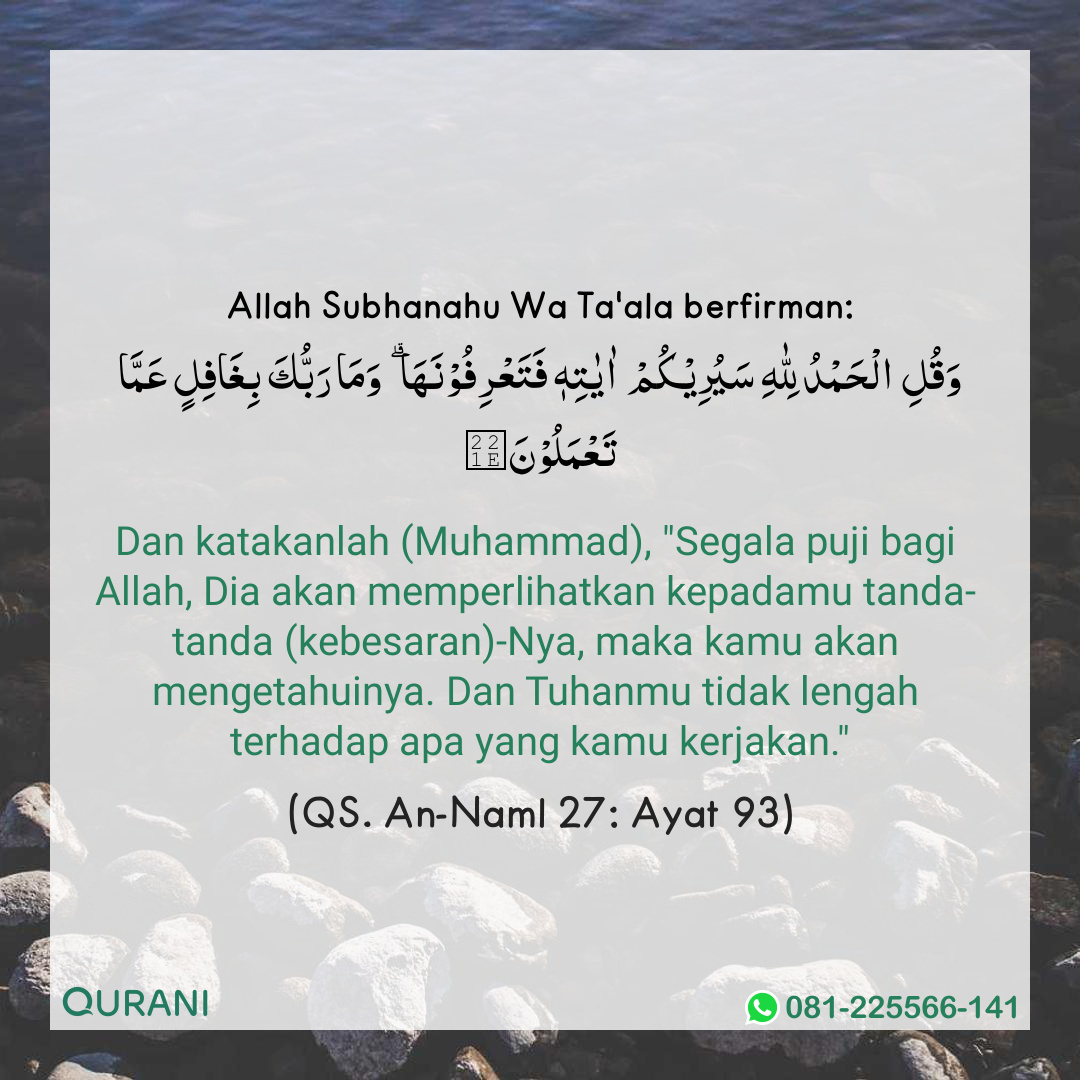 Allah Subhanahu Wa Ta'ala berfirman:
وَقُلِ الْحَمْدُ لِلّٰهِ سَيُرِيْكُمْ اٰيٰتِهٖ فَتَعْرِفُوْنَهَاۗ وَمَا رَبُّكَ بِغَافِلٍ عَمَّا
تَعْمَلُوْنَ∞
Dan katakanlah (Muhammad), "Segala puji bagi
Allah, Dia akan memperlihatkan kepadamu tanda-
tanda (kebesaran)-Nya, maka kamu akan
mengetahuinya. Dan Tuhanmu tidak lengah
terhadap apa yang kamu kerjakan."
(QS. An-Naml 27: Ayat 93)
QURANI
081-225566-141